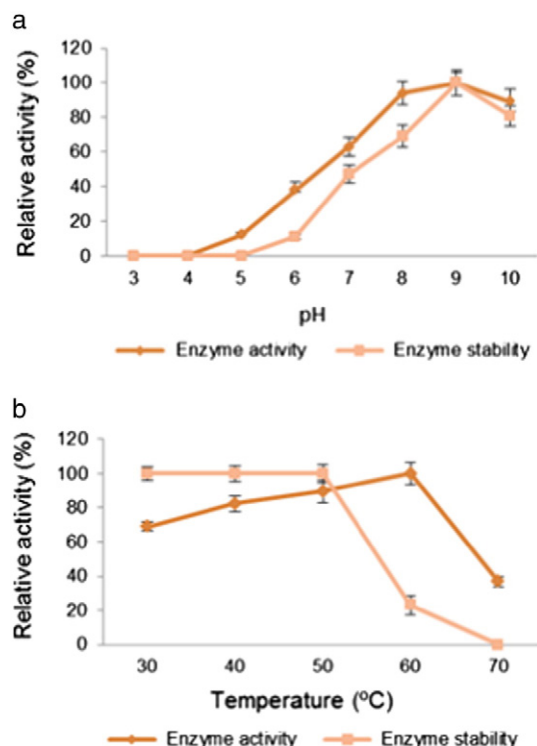 a
Relative activity (%)
120
100
80
60
40
20
0
3 4 5 6 7 8 9 10
pH
Enzyme activity Enzyme stability
b
Relative activity (%)
120
100
80
60
40
20
0
30 40 50 60 70
Temperature (ºC)
Enzyme activity Enzyme stability